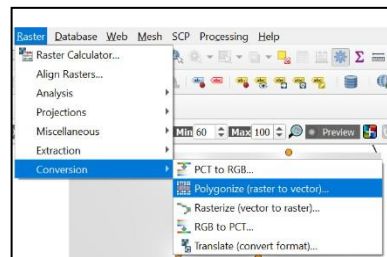 Raster Database Web Mesh SCP Processing Help
Raster Calculator...
Align Rasters...
Analysis
Projections
Miscellaneous
Min 60 Max 100 Preview
Extraction
Conversion
PCT to RGB...
Polygonize (raster to vector)...
Rasterize (vector to raster)...
RGB to PCT...
Translate (convert format)...